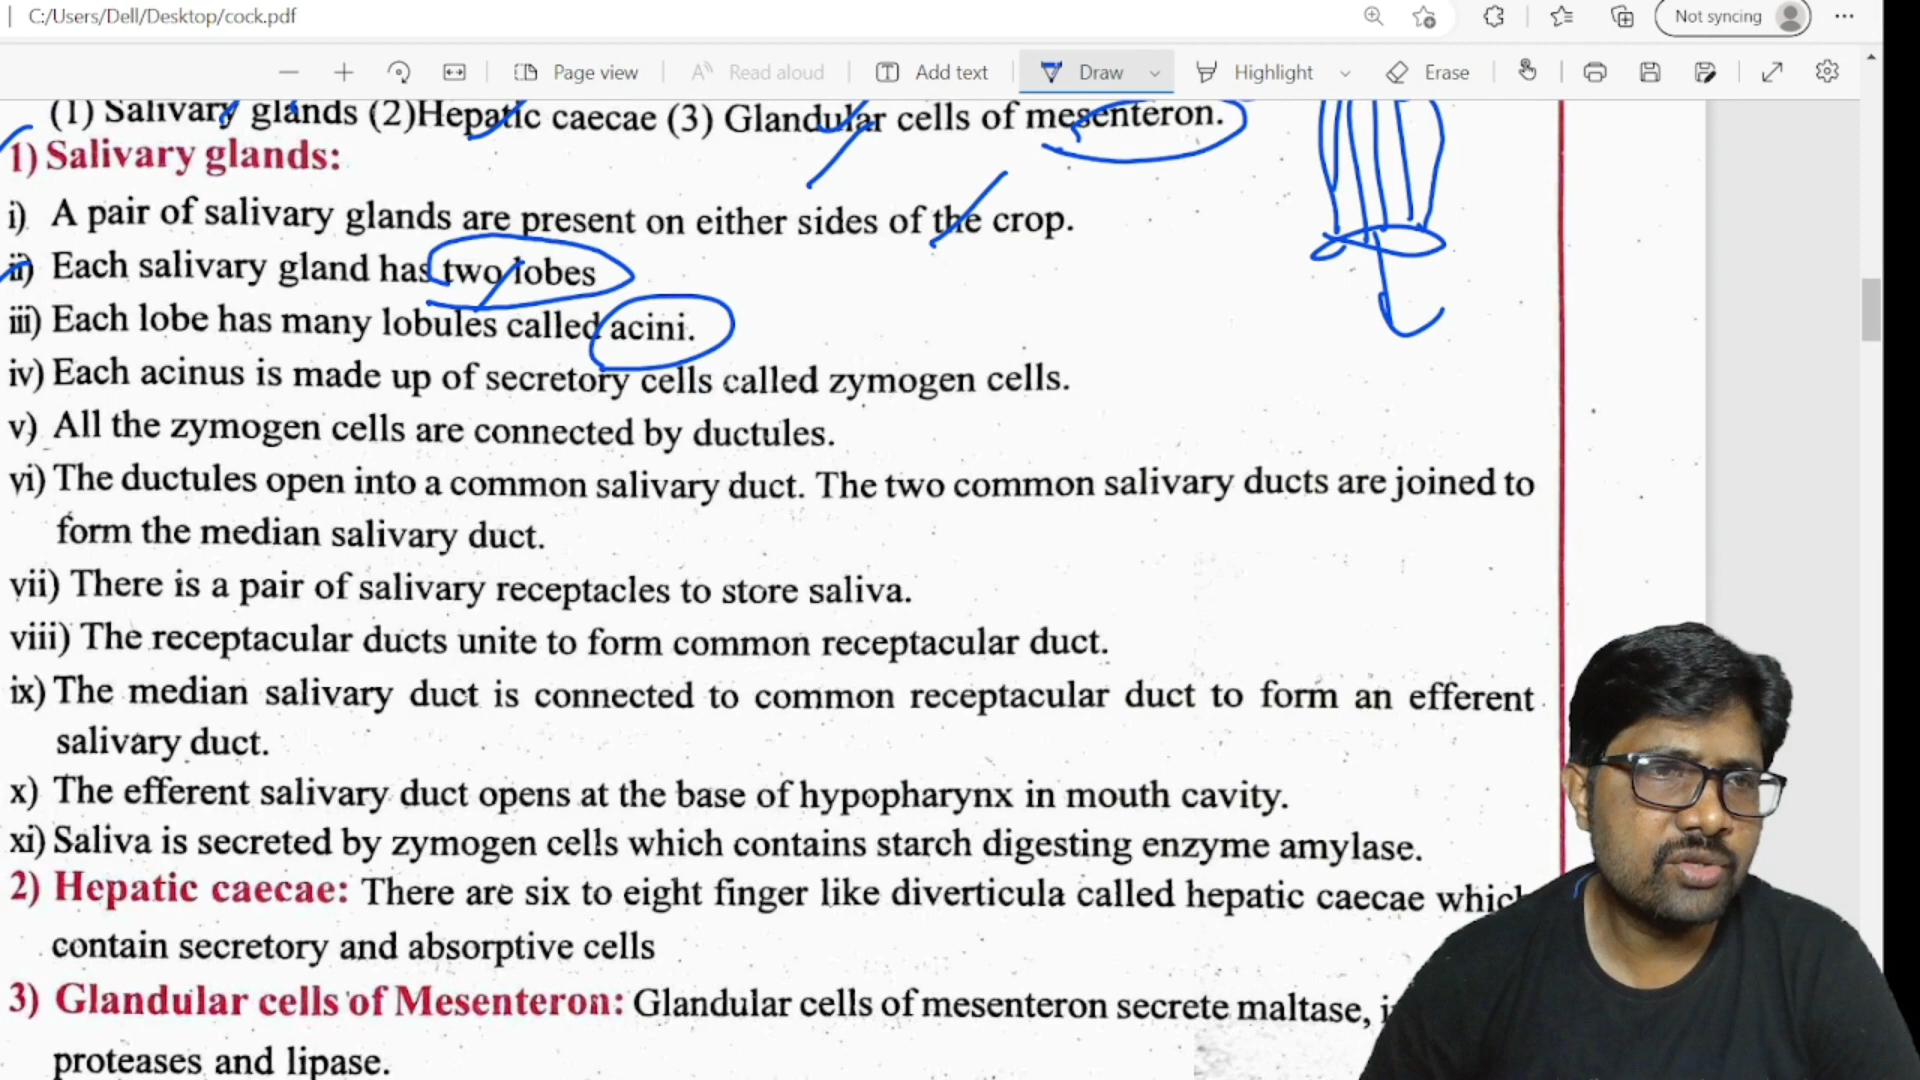 C:/Users/Dell/Desktop/cock.pdf
Not syncing
Page view
Read aloud
Add text
Draw
Highlight
Erase
(1) Salivary glands (2)Hepatic caecae (3) Glandular cells of mesenteron.
1) Salivary glands:
i) A pair of salivary glands are present on either sides of the crop.
ii) Each salivary gland has two lobes
iii) Each lobe has many lobules called acini.
iv) Each acinus is made up of secretory cells called zymogen cells.
v) All the zymogen cells are connected by ductules.
vi) The ductules open into a common salivary duct. The two common salivary ducts are joined to
form the median salivary duct.
vii) There is a pair of salivary receptacles to store saliva.
viii) The receptacular ducts unite to form common receptacular duct.
ix) The median salivary duct is connected to common receptacular duct to form an efferent
salivary duct.
x) The efferent salivary duct opens at the base of hypopharynx in mouth cavity.
xi) Saliva is secreted by zymogen cells which contains starch digesting enzyme amylase.
2) Hepatic caecae: There are six to eight finger like diverticula called hepatic caecae
contain secretory and absorptive cells
3) Glandular cells of Mesenteron: Glandular cells of mesenteron secrete maltase,
proteases and lipase.